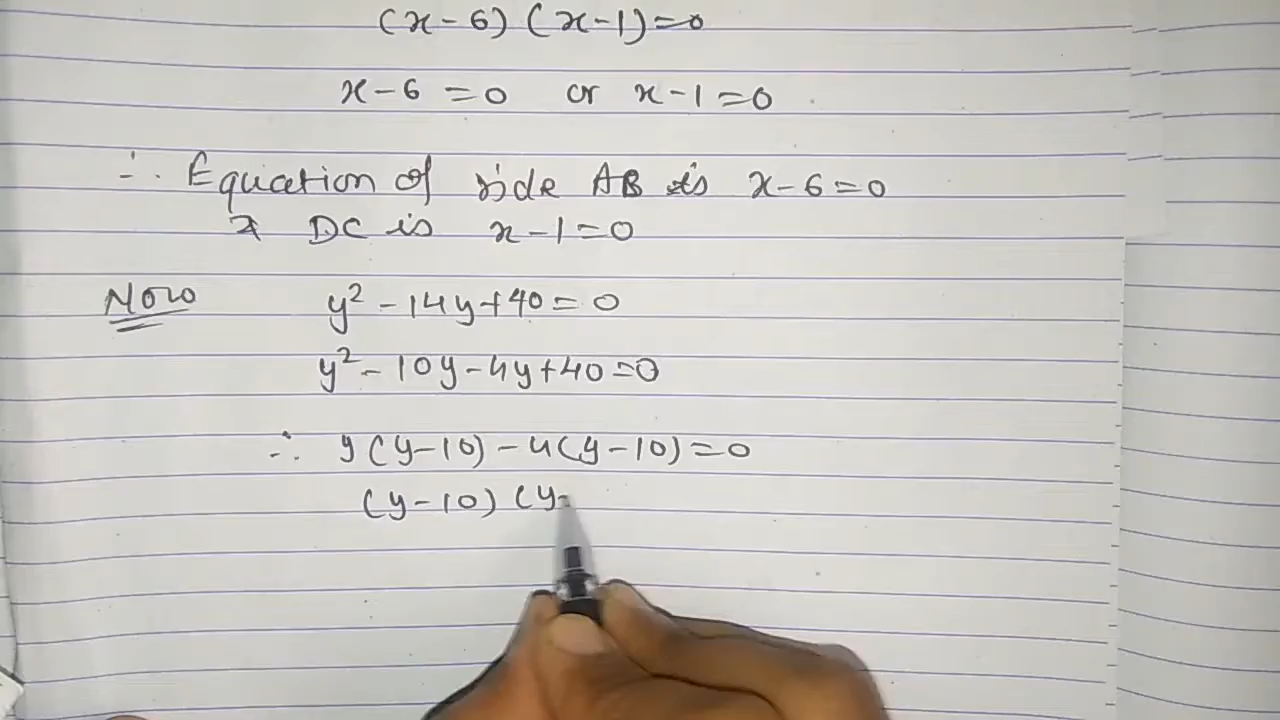 (x-6) (x-1)=0
x-6 =0 or x-1=0
∴ Equation of side AB is x-6=0
& DC is x-1=0
Now y² -14y+40=0
y² - 10y-4y+40=0
∴ y(y-10)-4(y-10)=0
(y-10) (y-